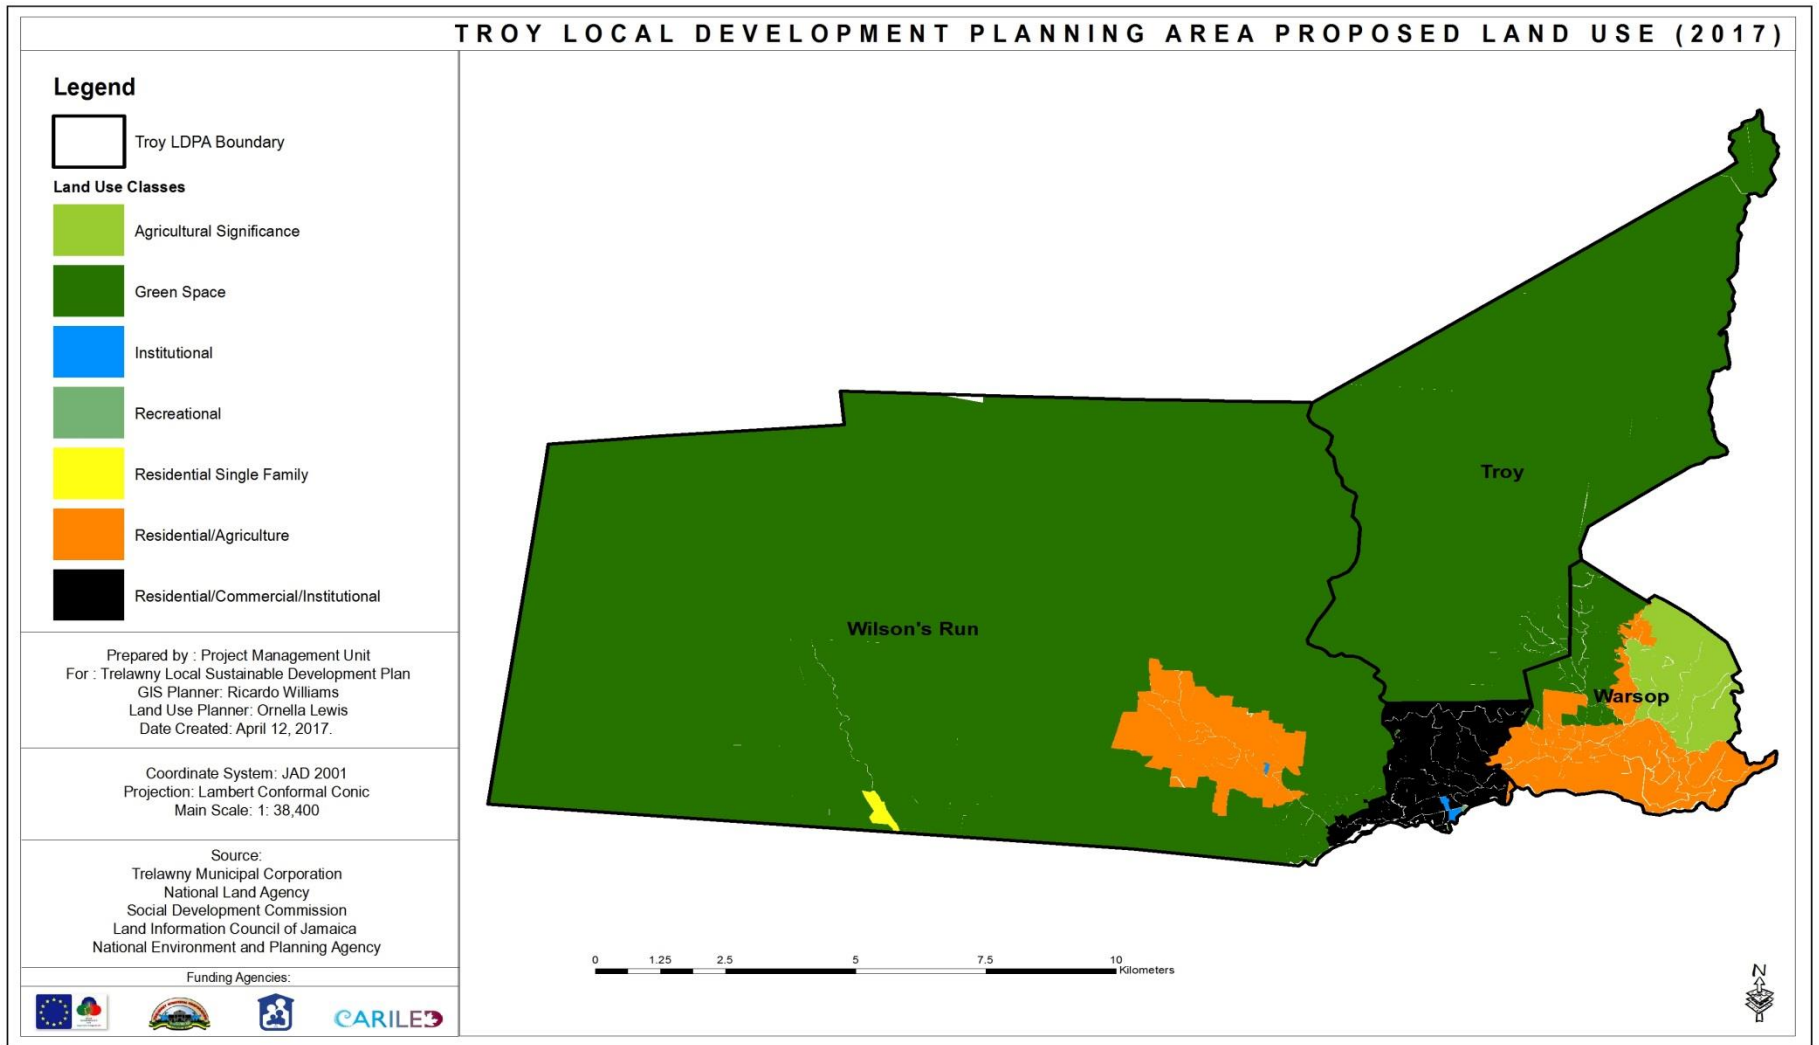 TROY LOCAL DEVELOPMENT PLANNING AREA PROPOSED LAND USE (2017)
Legend
Troy LDPA Boundary
Land Use Classes
Agricultural Significance
Green Space
Institutional
Recreational
Residential Single Family
Residential/Agriculture
Residential/Commercial/Institutional
Prepared by : Project Management Unit
For : Trelawny Local Sustainable Development Plan
GIS Planner: Ricardo Williams
Land Use Planner: Ornella Lewis
Date Created: April 12, 2017.
Coordinate System: JAD 2001
Projection: Lambert Conformal Conic
Main Scale: 1: 38,400
Source:
Trelawny Municipal Corporation
National Land Agency
Social Development Commission
Land Information Council of Jamaica
National Environment and Planning Agency
Funding Agencies:
CARILED
Troy
Wilson's Run
Warsop
0 1.25 2.5 5 7.5 10
Kilometers
N